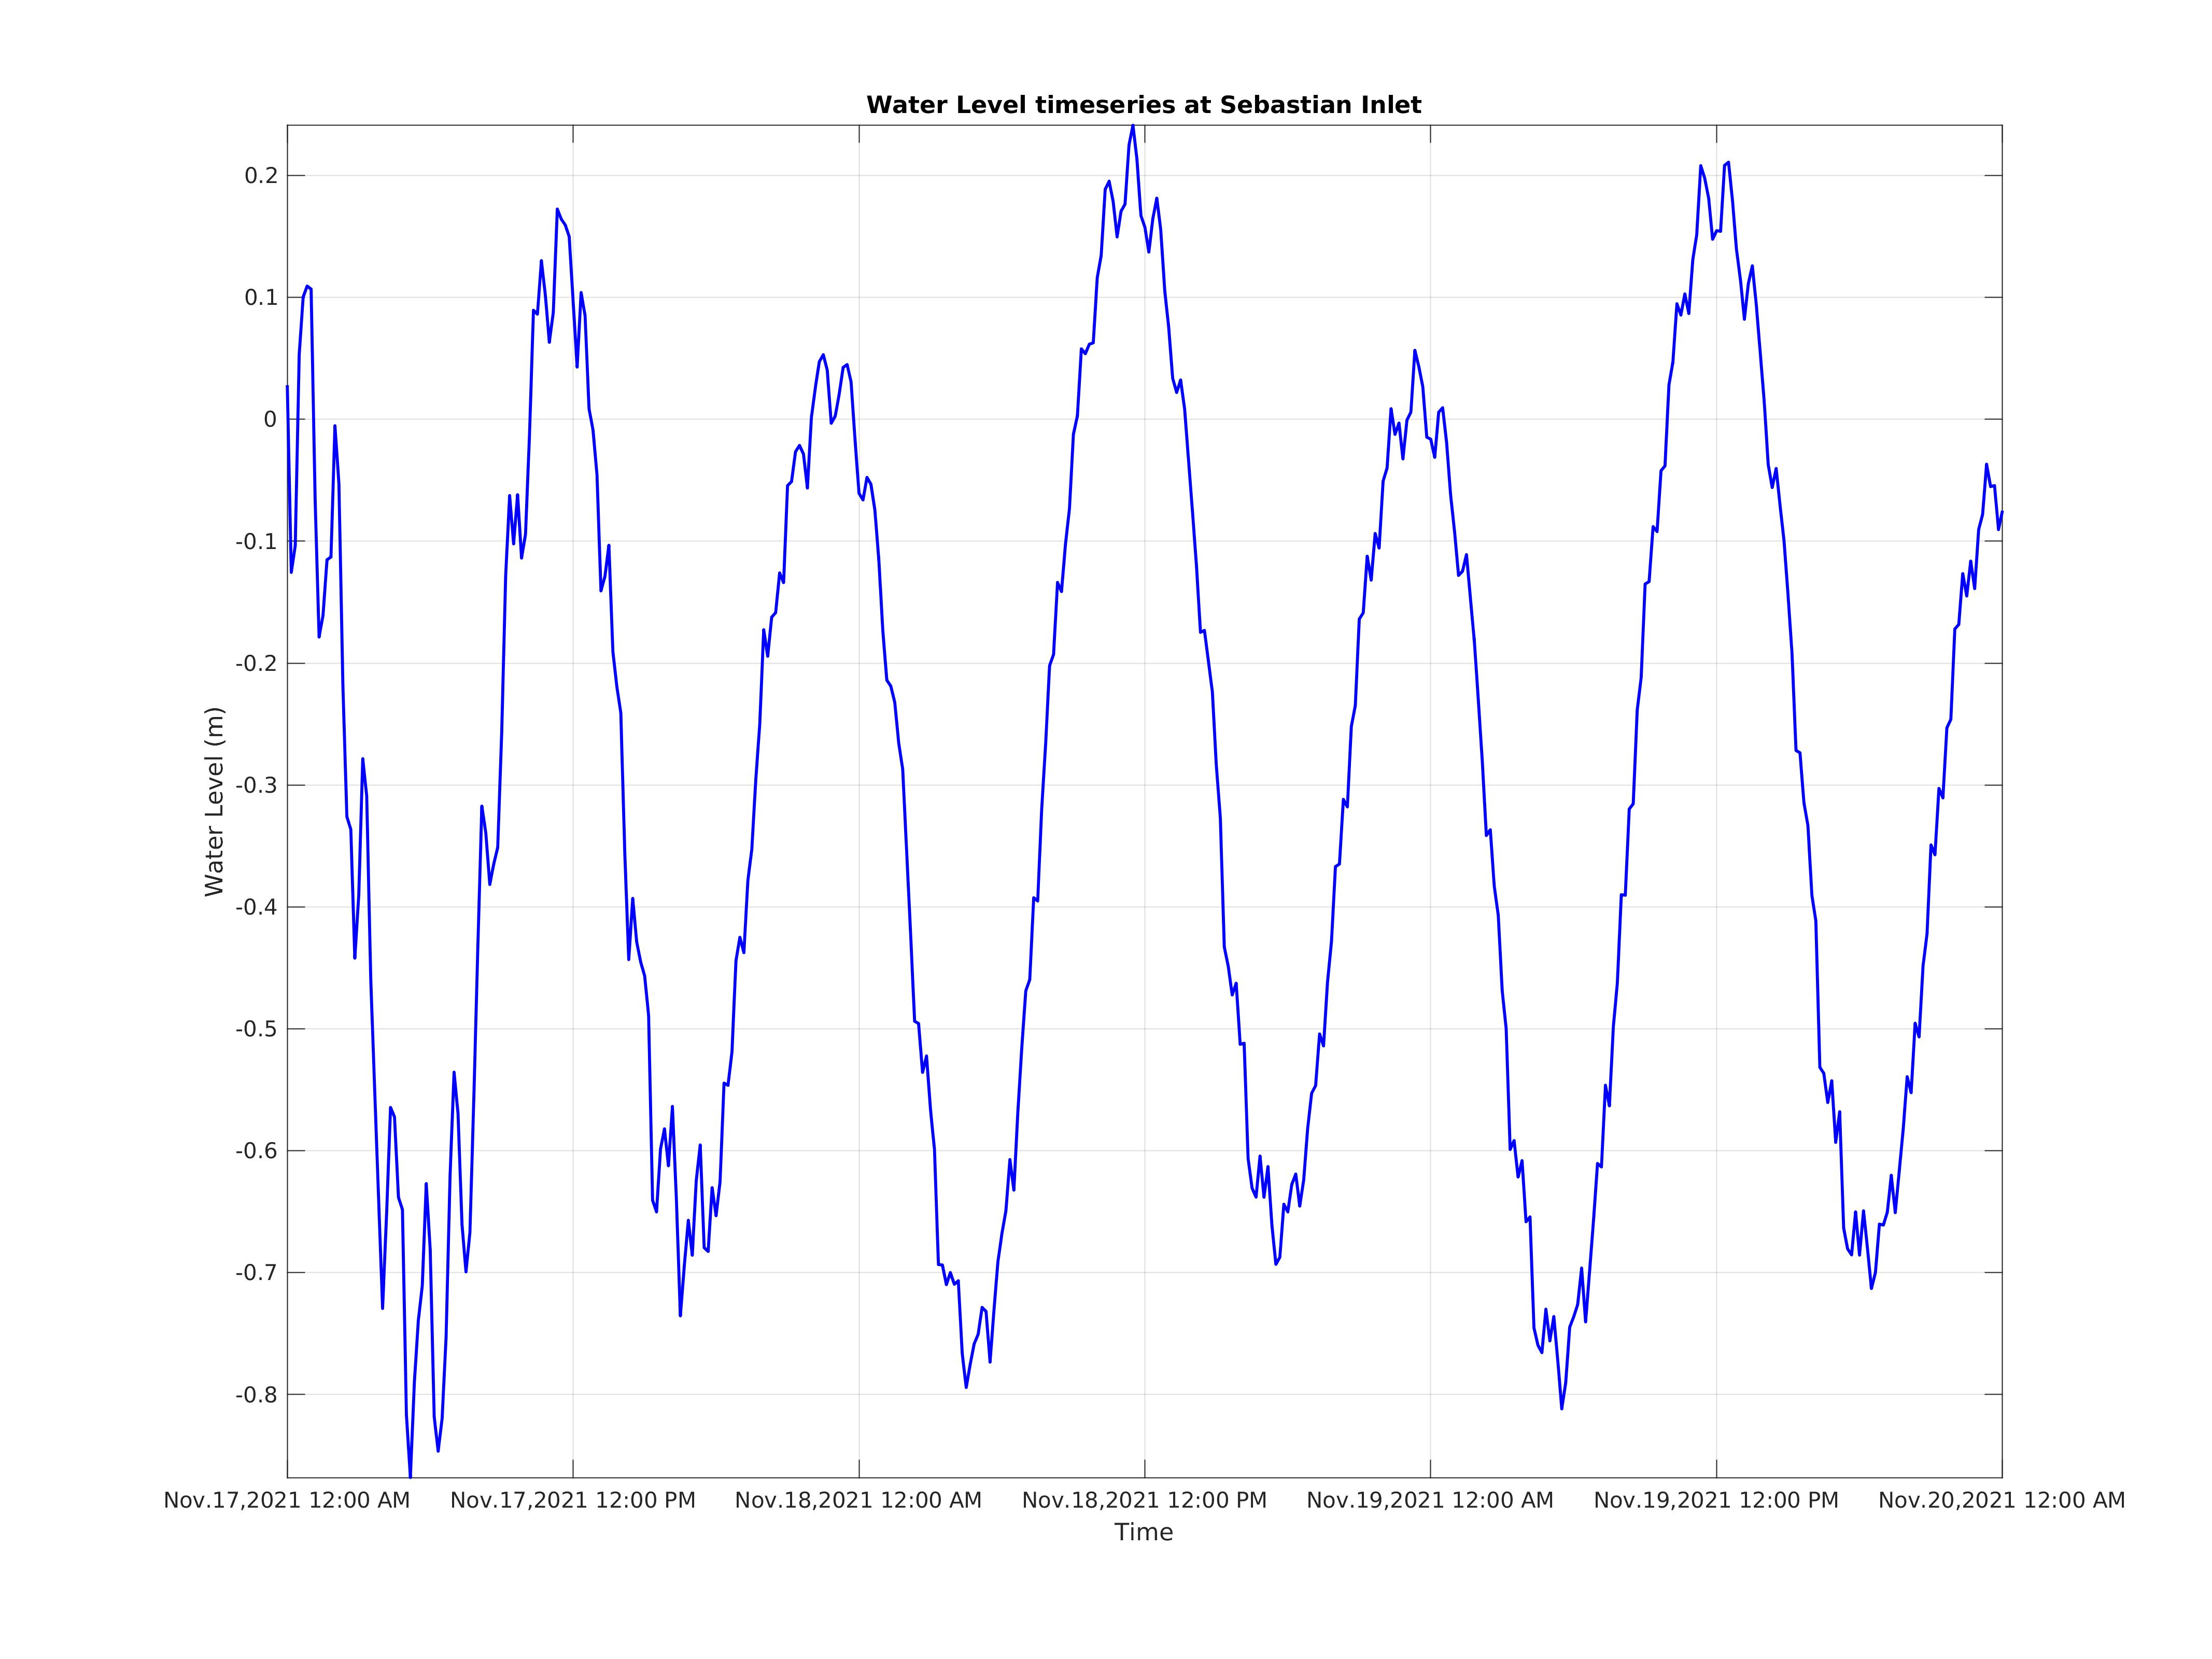 Water Level timeseries at Sebastian Inlet
0.2
0.1
0
-0.1
-0.2
-0.3
-0.4
-0.5
-0.6
-0.7
-0.8
Water Level (m)
Nov.17,2021 12:00 AM
Nov.17,2021 12:00 PM
Nov.18,2021 12:00 AM
Nov.18,2021 12:00 PM
Nov.19,2021 12:00 AM
Nov.19,2021 12:00 PM
Nov.20,2021 12:00 AM
Time